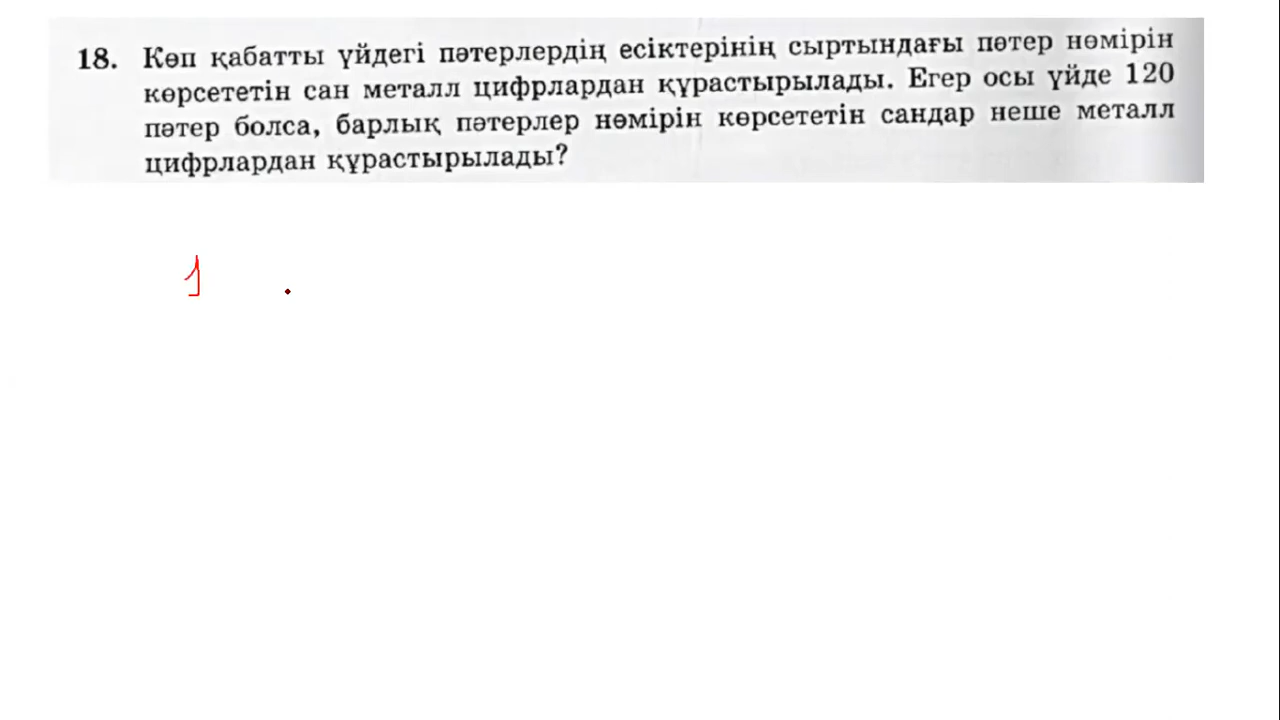 18. Көп қабатты үйдегі пәтерлердің есіктерінің сыртындағы пәтер нөмірін
көрсететін сан металл цифрлардан құрастырылады. Егер осы үйде 120
пәтер болса, барлық пәтерлер нөмірін көрсететін сандар неше металл
цифрлардан құрастырылады?
1